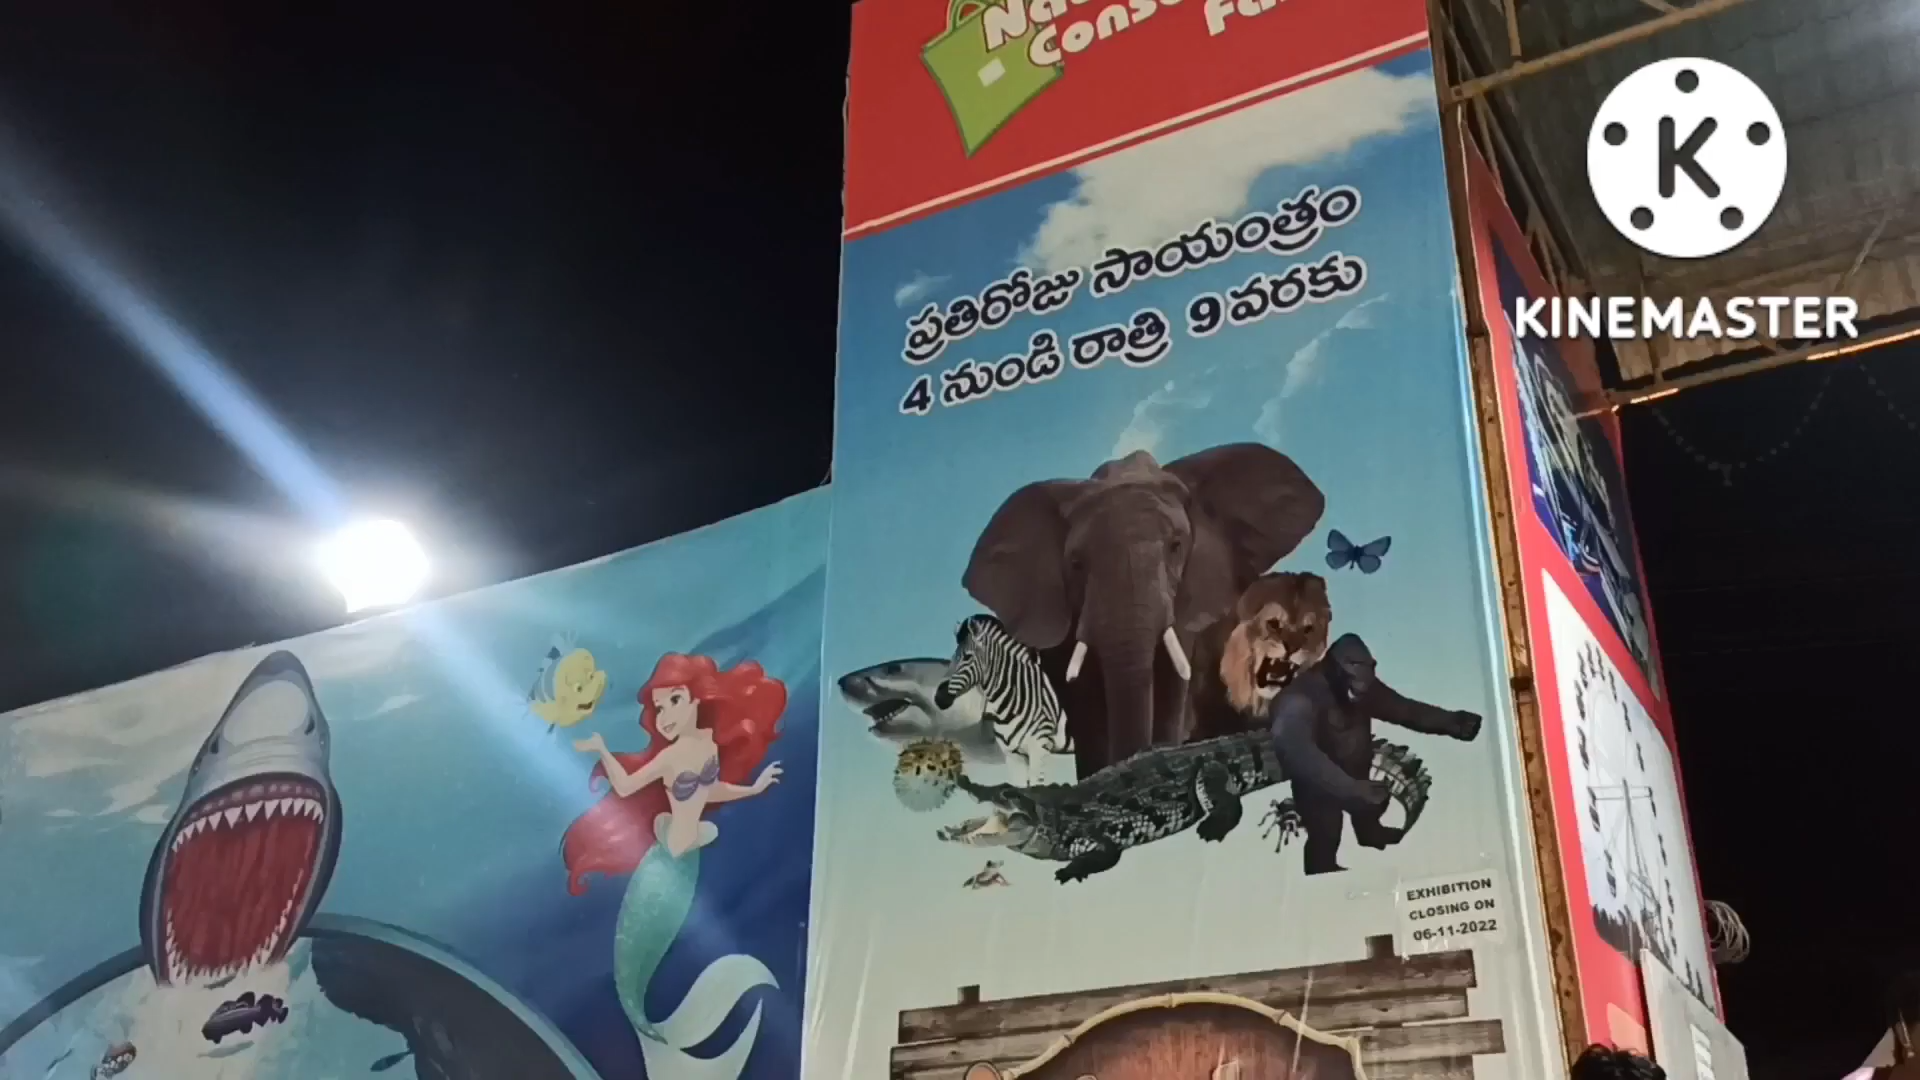 ప్రతిరోజు సాయంత్రం
4 నుండి రాత్రి 9 వరకు
EXHIBITION
CLOSING ON
06-11-2022
K
KINEMASTER